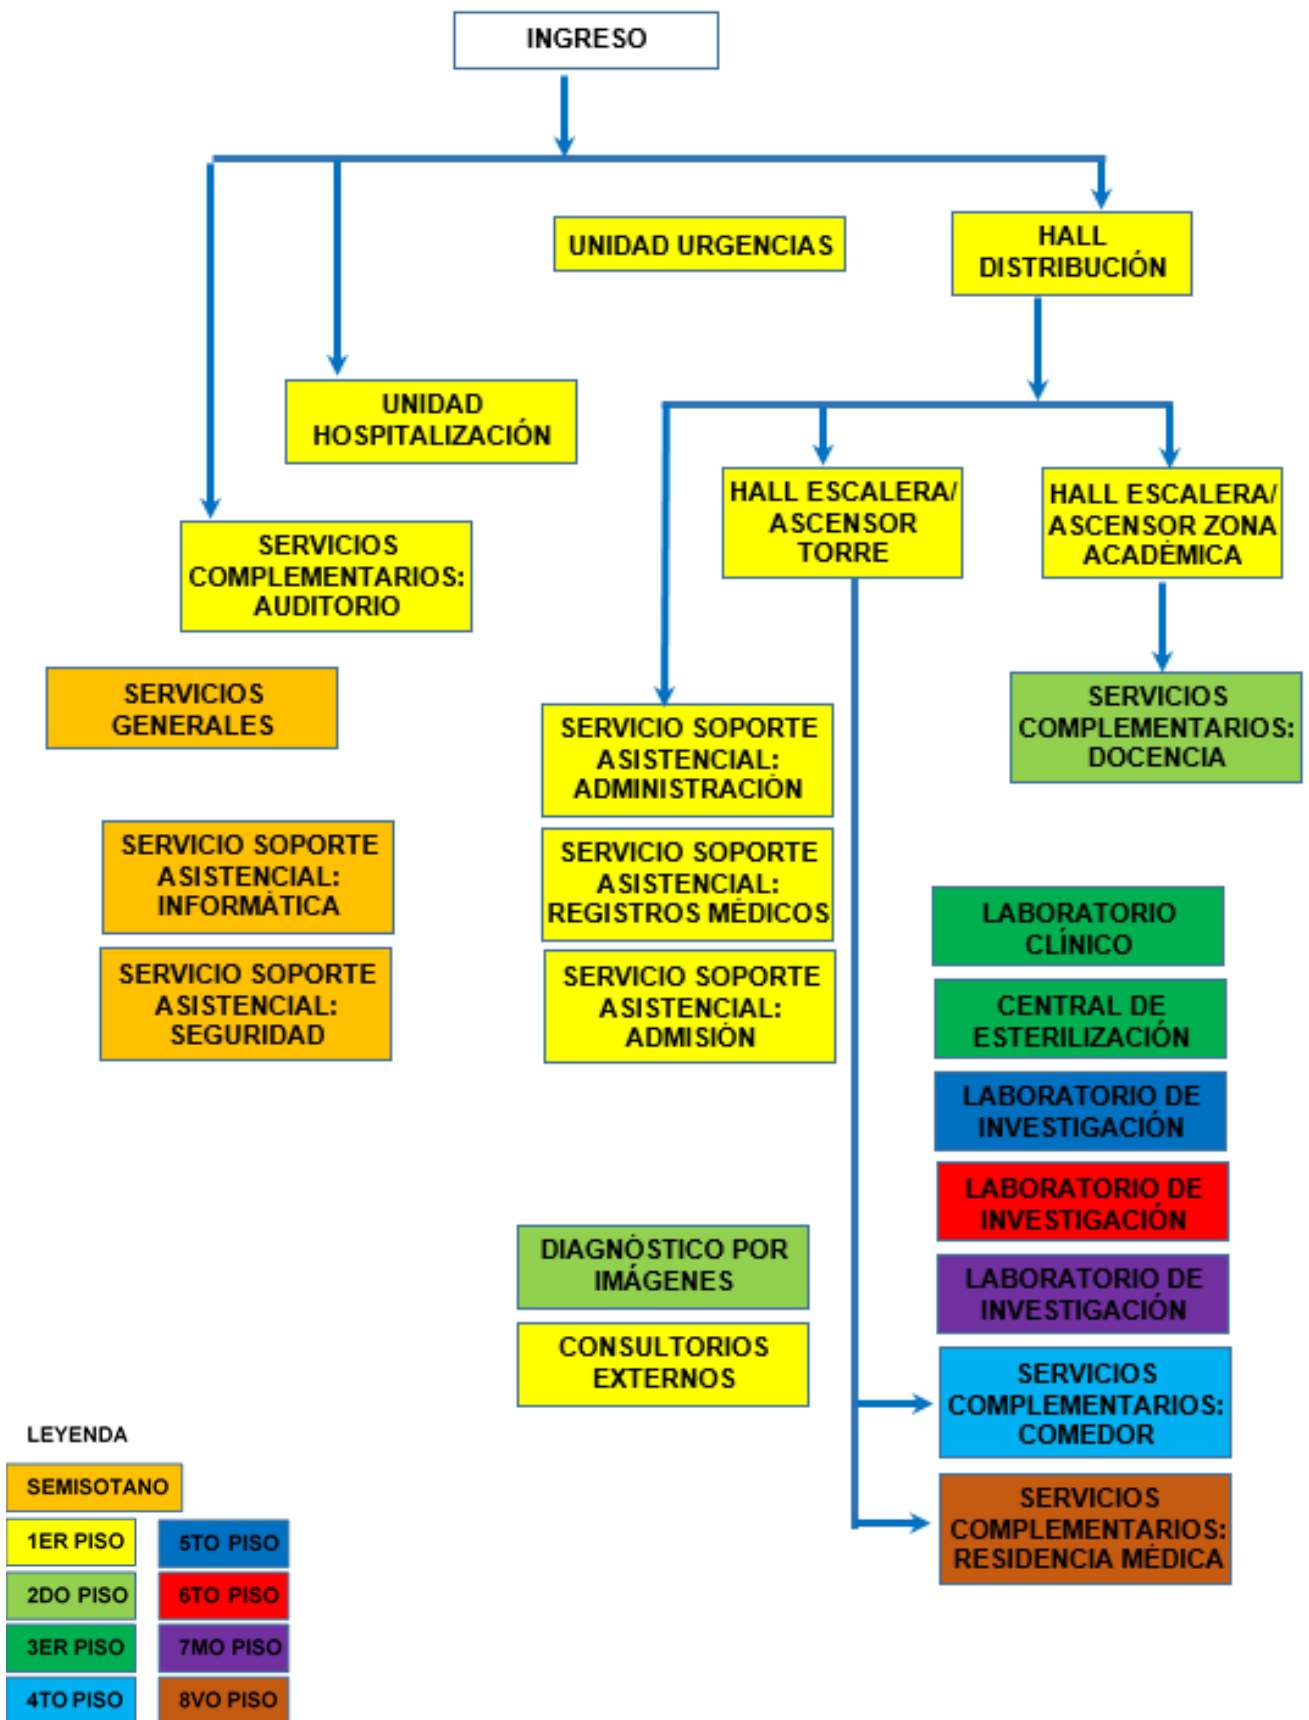 INGRESO
UNIDAD URGENCIAS
HALL
DISTRIBUCIÓN
UNIDAD
HOSPITALIZACIÓN
HALL ESCALERA/
ASCENSOR
TORRE
HALL ESCALERA/
ASCENSOR ZONA
ACADÉMICA
SERVICIOS
COMPLEMENTARIOS:
AUDITORIO
SERVICIOS
GENERALES
SERVICIO SOPORTE
ASISTENCIAL:
ADMINISTRACIÓN
SERVICIOS
COMPLEMENTARIOS:
DOCENCIA
SERVICIO SOPORTE
ASISTENCIAL:
INFORMÁTICA
SERVICIO SOPORTE
ASISTENCIAL:
REGISTROS MÉDICOS
LABORATORIO
CLÍNICO
SERVICIO SOPORTE
ASISTENCIAL:
SEGURIDAD
SERVICIO SOPORTE
ASISTENCIAL:
ADMISIÓN
CENTRAL DE
ESTERILIZACIÓN
LABORATORIO DE
INVESTIGACIÓN
LABORATORIO DE
INVESTIGACIÓN
DIAGNÓSTICO POR
IMÁGENES
LABORATORIO DE
INVESTIGACIÓN
CONSULTORIOS
EXTERNOS
SERVICIOS
COMPLEMENTARIOS:
COMEDOR
SERVICIOS
COMPLEMENTARIOS:
RESIDENCIA MÉDICA
LEYENDA
SEMISOTANO
1ER PISO
5TO PISO
2DO PISO
6TO PISO
3ER PISO
7MO PISO
4TO PISO
8VO PISO